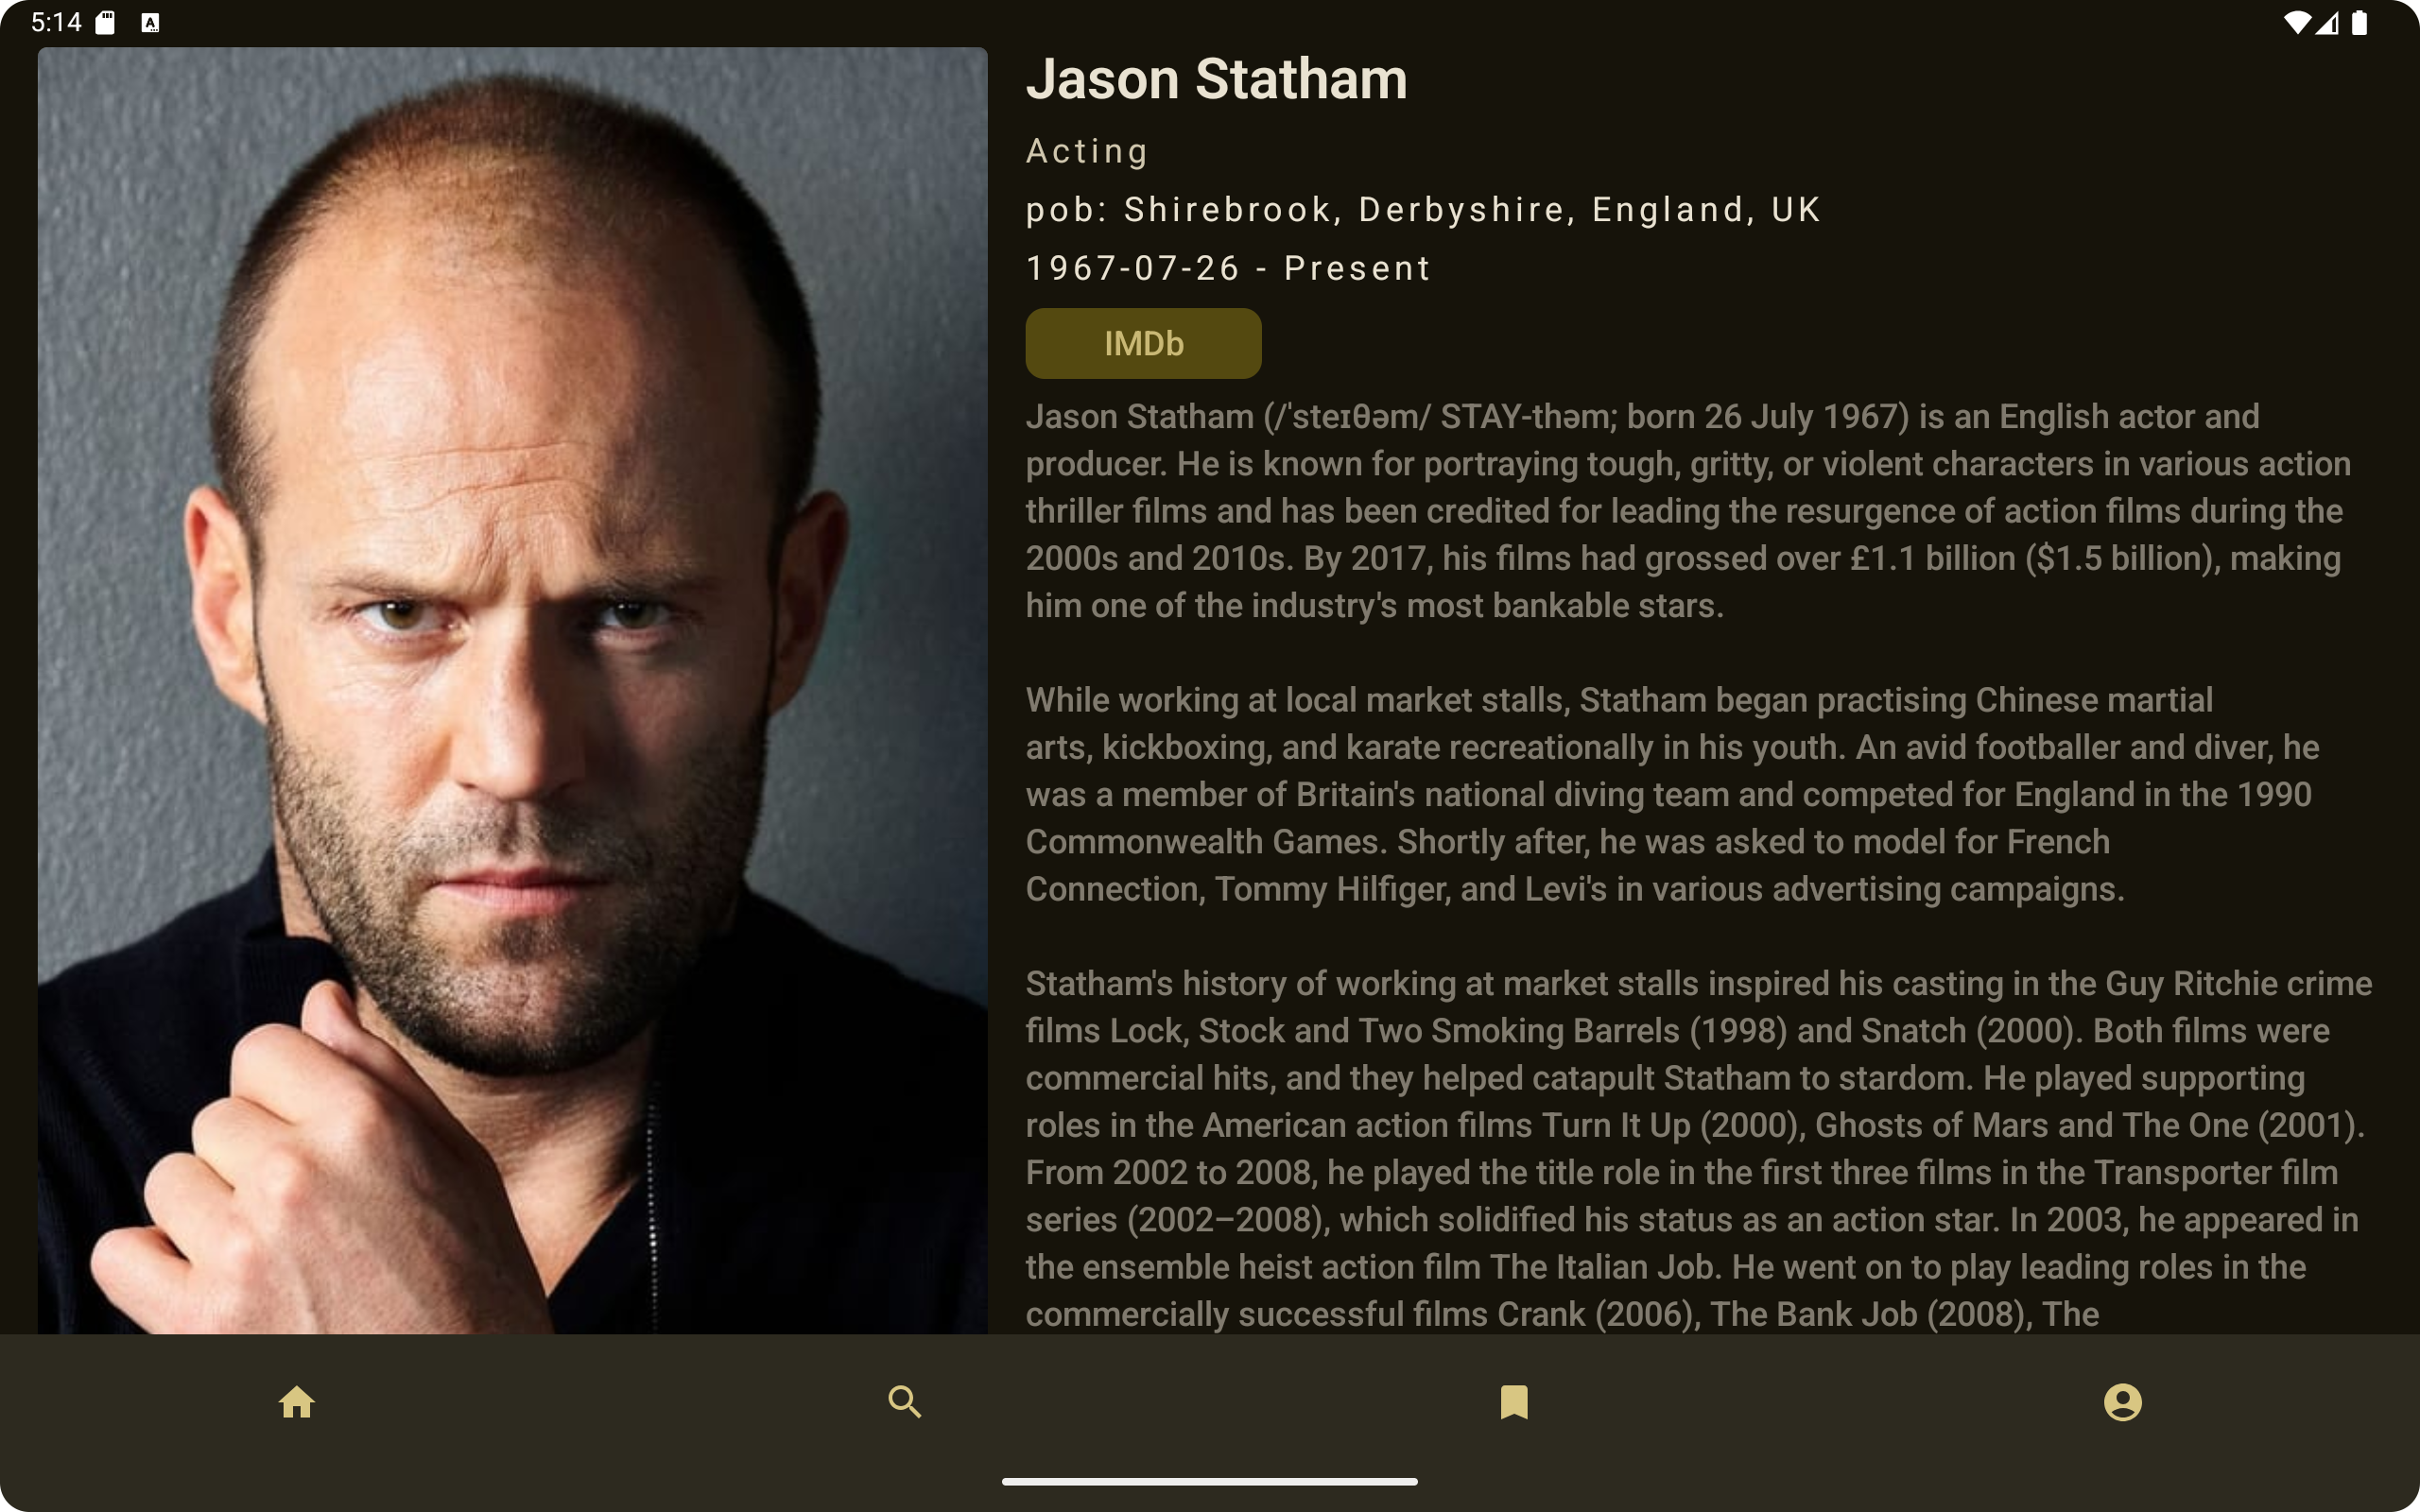 5:14
Jason Statham
Acting
pob: Shirebrook, Derbyshire, England, UK
1967-07-26 - Present
IMDb
Jason Statham (/ˈsteɪθəm/ STAY-thəm; born 26 July 1967) is an English actor and
producer. He is known for portraying tough, gritty, or violent characters in various action
thriller films and has been credited for leading the resurgence of action films during the
2000s and 2010s. By 2017, his films had grossed over £1.1 billion ($1.5 billion), making
him one of the industry's most bankable stars.
While working at local market stalls, Statham began practising Chinese martial
arts, kickboxing, and karate recreationally in his youth. An avid footballer and diver, he
was a member of Britain's national diving team and competed for England in the 1990
Commonwealth Games. Shortly after, he was asked to model for French
Connection, Tommy Hilfiger, and Levi's in various advertising campaigns.
Statham's history of working at market stalls inspired his casting in the Guy Ritchie crime
films Lock, Stock and Two Smoking Barrels (1998) and Snatch (2000). Both films were
commercial hits, and they helped catapult Statham to stardom. He played supporting
roles in the American action films Turn It Up (2000), Ghosts of Mars and The One (2001).
From 2002 to 2008, he played the title role in the first three films in the Transporter film
series (2002–2008), which solidified his status as an action star. In 2003, he appeared in
the ensemble heist action film The Italian Job. He went on to play leading roles in the
commercially successful films Crank (2006), The Bank Job (2008), The